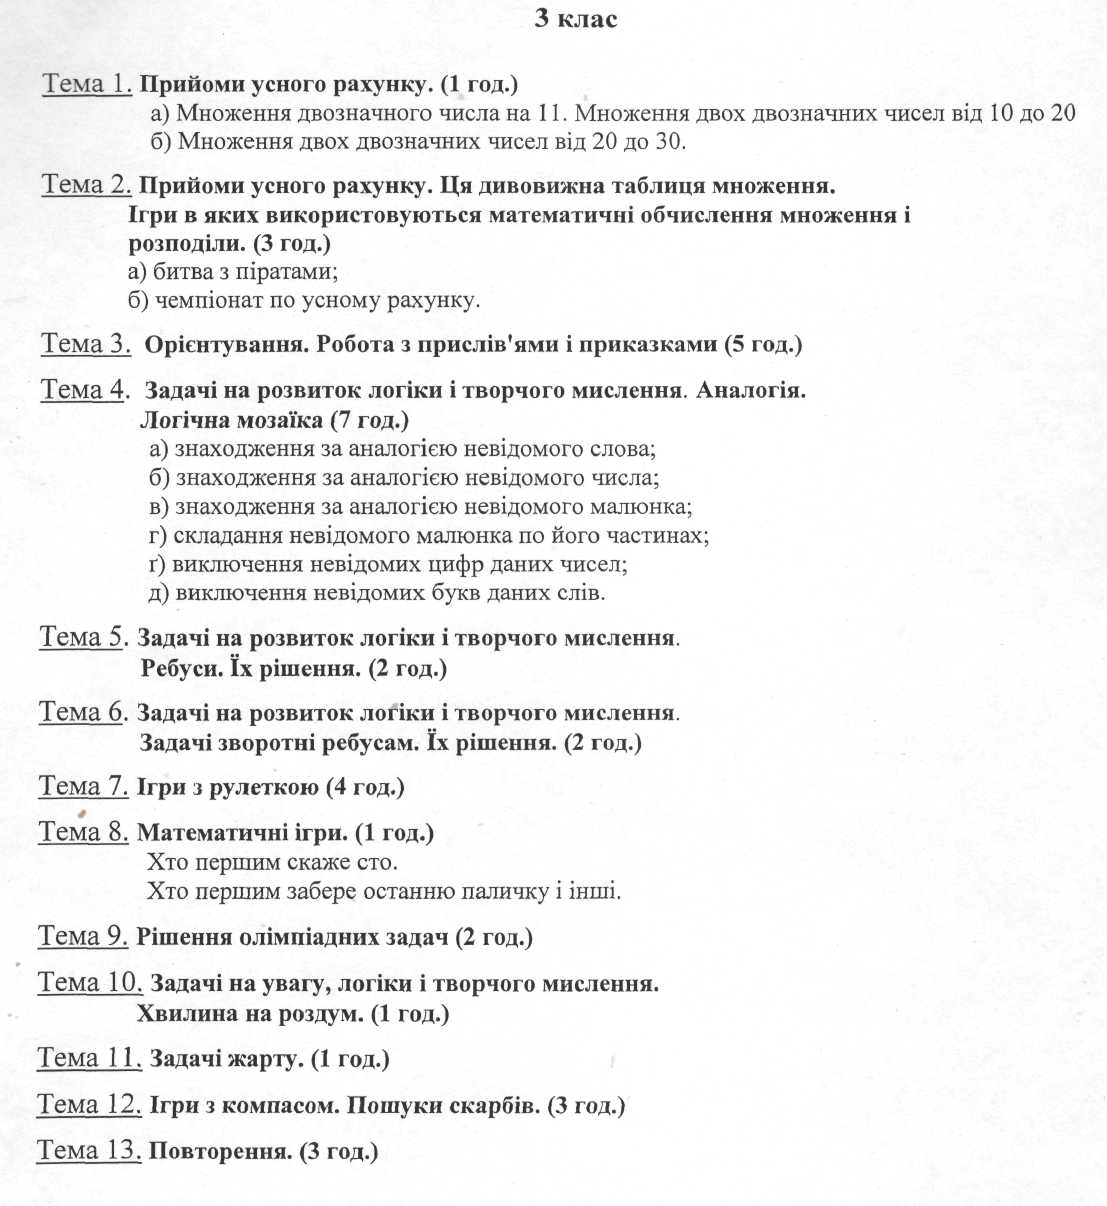 3 клас
Тема 1. Прийоми усного рахунку. (1 год.)
а) Множення двозначного числа на 11. Множення двох двозначних чисел від 10 до 20
б) Множення двох двозначних чисел від 20 до 30.
Тема 2. Прийоми усного рахунку. Ця дивовижна таблиця множення.
Ігри в яких використовуються математичні обчислення множення і
розподіли. (3 год.)
а) битва з піратами;
б) чемпіонат по усному рахунку.
Тема 3. Орієнтування. Робота з прислів'ями і приказками (5 год.)
Тема 4. Задачі на розвиток логіки і творчого мислення. Аналогія.
Логічна мозаїка (7 год.)
а) знаходження за аналогією невідомого слова;
б) знаходження за аналогією невідомого числа;
в) знаходження за аналогією невідомого малюнка;
г) складання невідомого малюнка по його частинах;
ґ) виключення невідомих цифр даних чисел;
д) виключення невідомих букв даних слів.
Тема 5. Задачі на розвиток логіки і творчого мислення.
Ребуси. Їх рішення. (2 год.)
Тема 6. Задачі на розвиток логіки і творчого мислення.
Задачі зворотні ребусам. Їх рішення. (2 год.)
Тема 7. Ігри з рулеткою (4 год.)
Тема 8. Математичні ігри. (1 год.)
Хто першим скаже сто.
Хто першим забере останню паличку і інші.
Тема 9. Рішення олімпіадних задач (2 год.)
Тема 10. Задачі на увагу, логіки і творчого мислення.
Хвилина на роздум. (1 год.)
Тема 11. Задачі жарту. (1 год.)
Тема 12. Ігри з компасом. Пошуки скарбів. (3 год.)
Тема 13. Повторення. (3 год.)